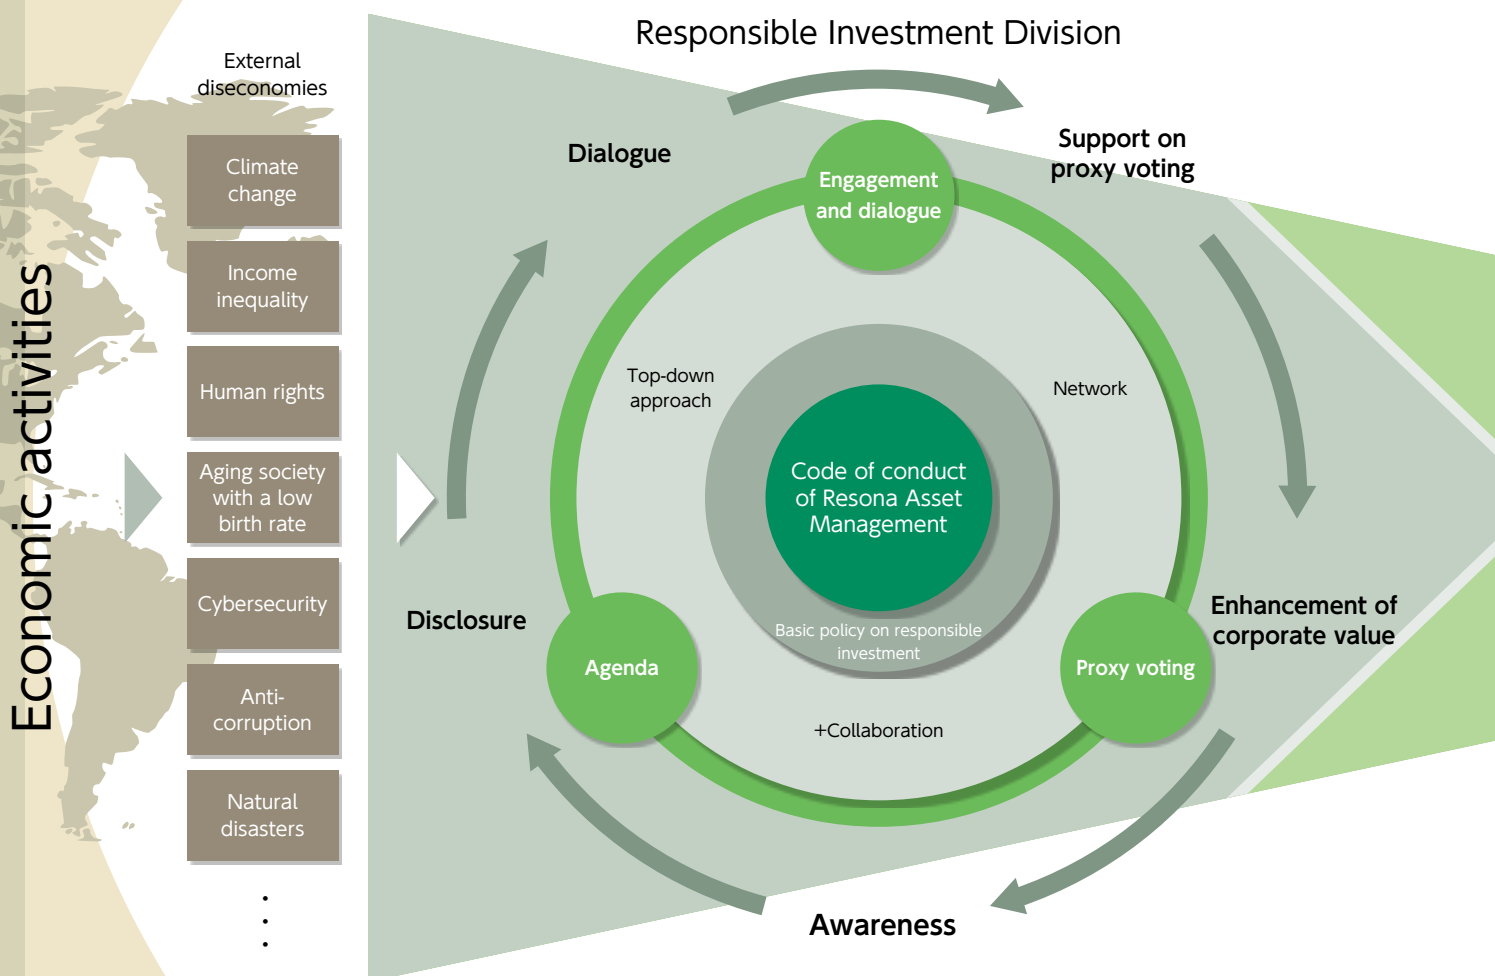 Economic activities
External
diseconomies
Climate
change
Income
inequality
Human rights
Aging society
with a low
birth rate
Cybersecurity
Anti-
corruption
Natural
disasters
Responsible Investment Division
Dialogue
Support on
proxy voting
Engagement
and dialogue
Top-down
approach
Network
Code of conduct
of Resona Asset
Management
Basic policy on responsible
investment
Disclosure
Enhancement of
corporate value
Agenda
Proxy voting
+Collaboration
Awareness